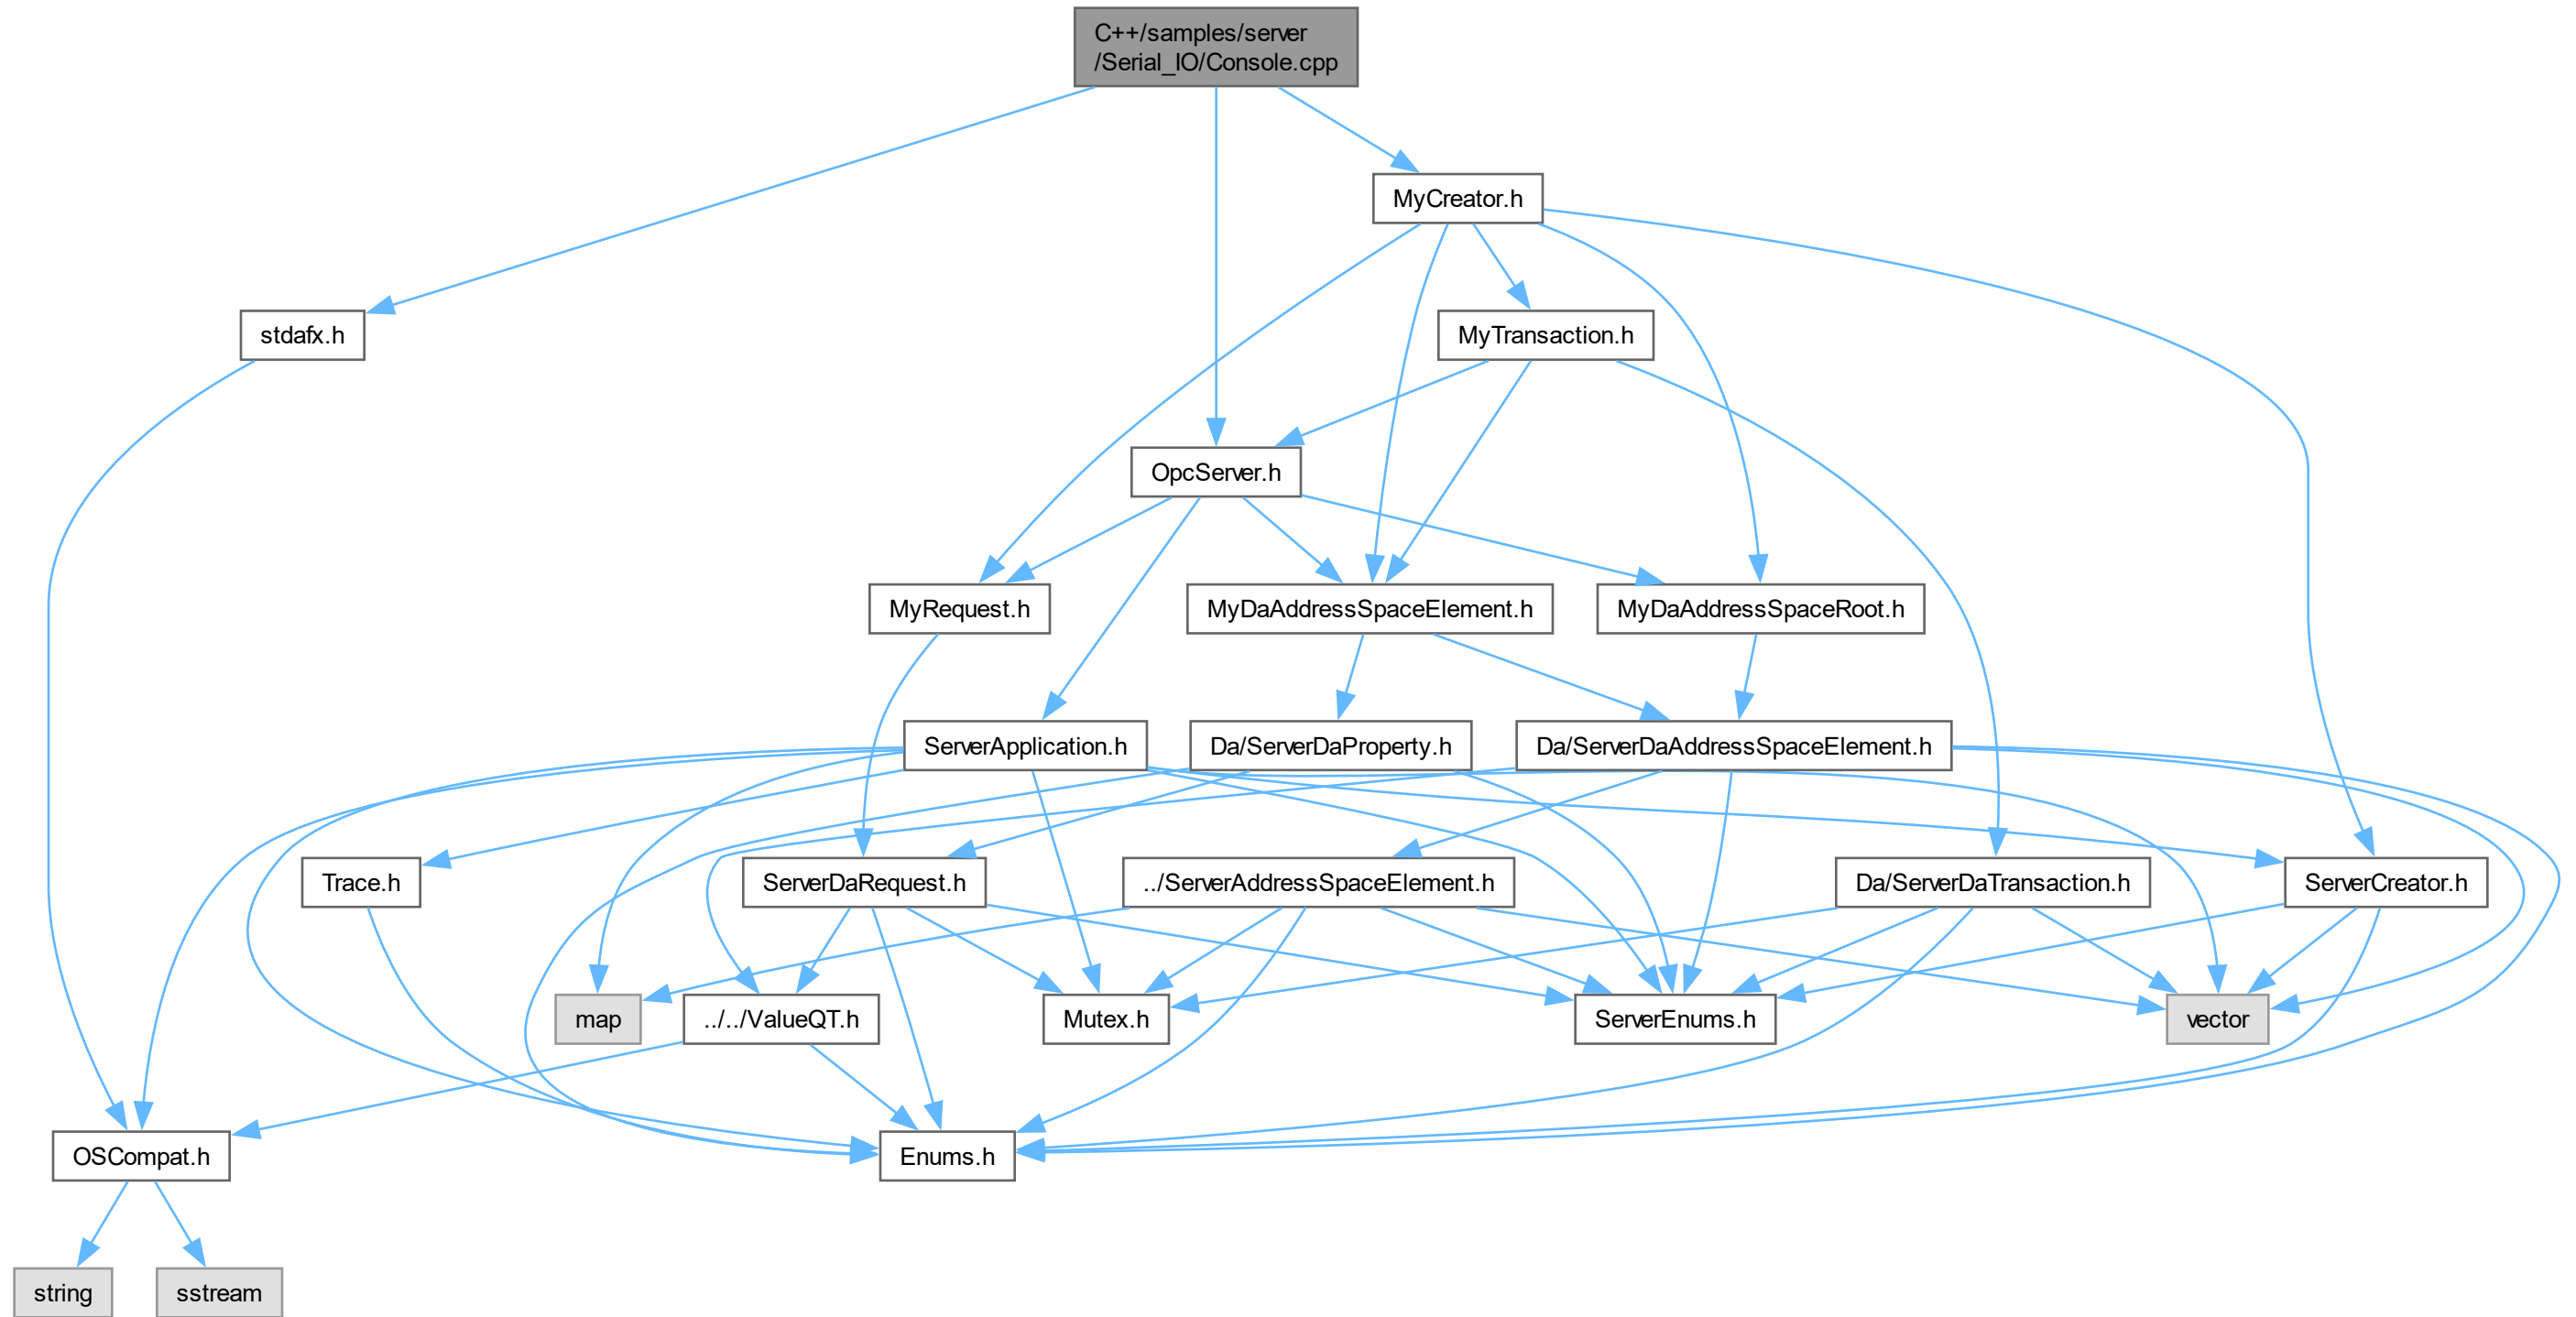 C++/samples/server
/Serial_IO/Console.cpp
MyCreator.h
stdafx.h
MyTransaction.h
OpcServer.h
MyRequest.h
MyDaAddressSpaceElement.h
MyDaAddressSpaceRoot.h
ServerApplication.h
Da/ServerDaProperty.h
Da/ServerDaAddressSpaceElement.h
Trace.h
ServerDaRequest.h
../ServerAddressSpaceElement.h
Da/ServerDaTransaction.h
ServerCreator.h
map
../../ValueQT.h
Mutex.h
ServerEnums.h
vector
OSCompat.h
Enums.h
string
sstream